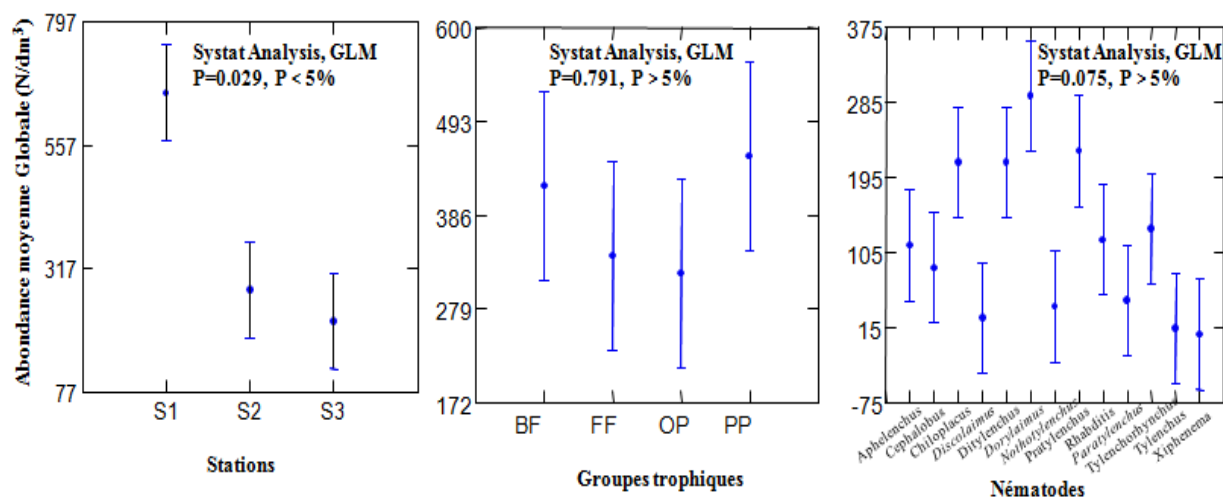 Abondance moyenne Globale (N/dm³)
797
557
317
77
Systat Analysis, GLM
P=0.029, P < 5%
S1 S2 S3
Stations
600
493
386
279
172
Systat Analysis, GLM
P=0.791, P > 5%
BF FF OP PP
Groupes trophiques
375
285
195
105
15
-75
Systat Analysis, GLM
P=0.075, P > 5%
Aphelenchus
Cephalobus
Chiloplacus
Discolaimus
Ditylenchus
Dorylaimus
Nothotylenchus
Pratylenchus
Rhabditis
Paratylenchus
Tylenchorhynchus
Tylenchus
Xiphenema
Nématodes